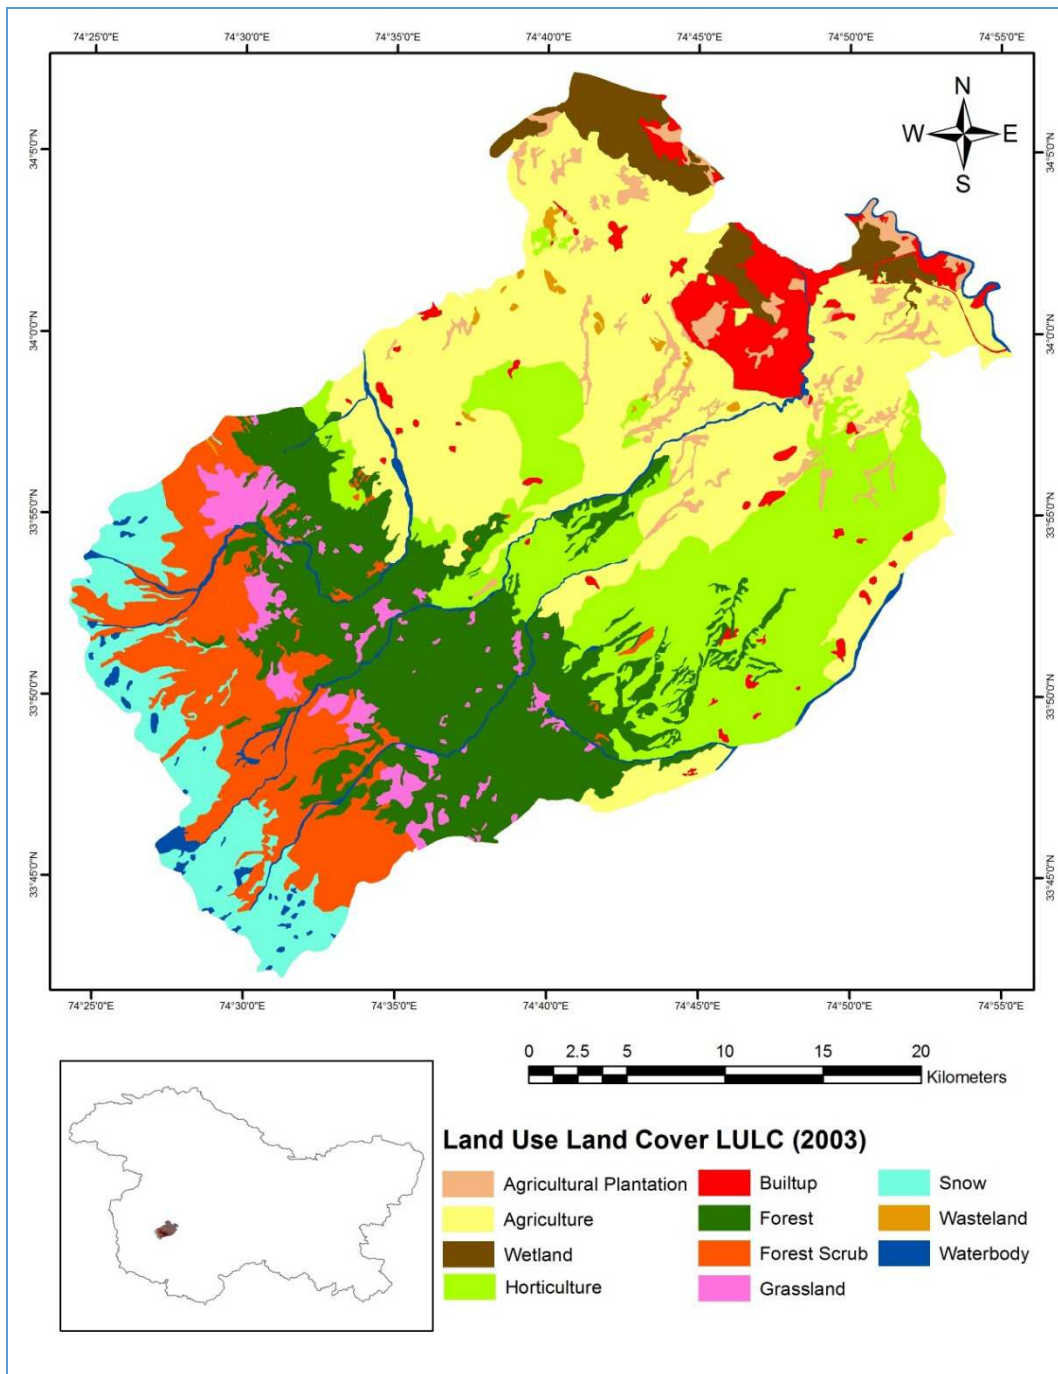 74°25'0"E 74°30'0"E 74°35'0"E 74°40'0"E 74°45'0"E 74°50'0"E 74°55'0"E
N
W E
S
34°5'0"N 34°5'0"N
34°0'0"N 34°0'0"N
33°55'0"N 33°55'0"N
33°50'0"N 33°50'0"N
33°45'0"N 33°45'0"N
74°25'0"E 74°30'0"E 74°35'0"E 74°40'0"E 74°45'0"E 74°50'0"E 74°55'0"E
0 2.5 5 10 15 20
Kilometers
Land Use Land Cover LULC (2003)
Agricultural Plantation Builtup Snow
Agriculture Forest Wasteland
Wetland Forest Scrub Waterbody
Horticulture Grassland